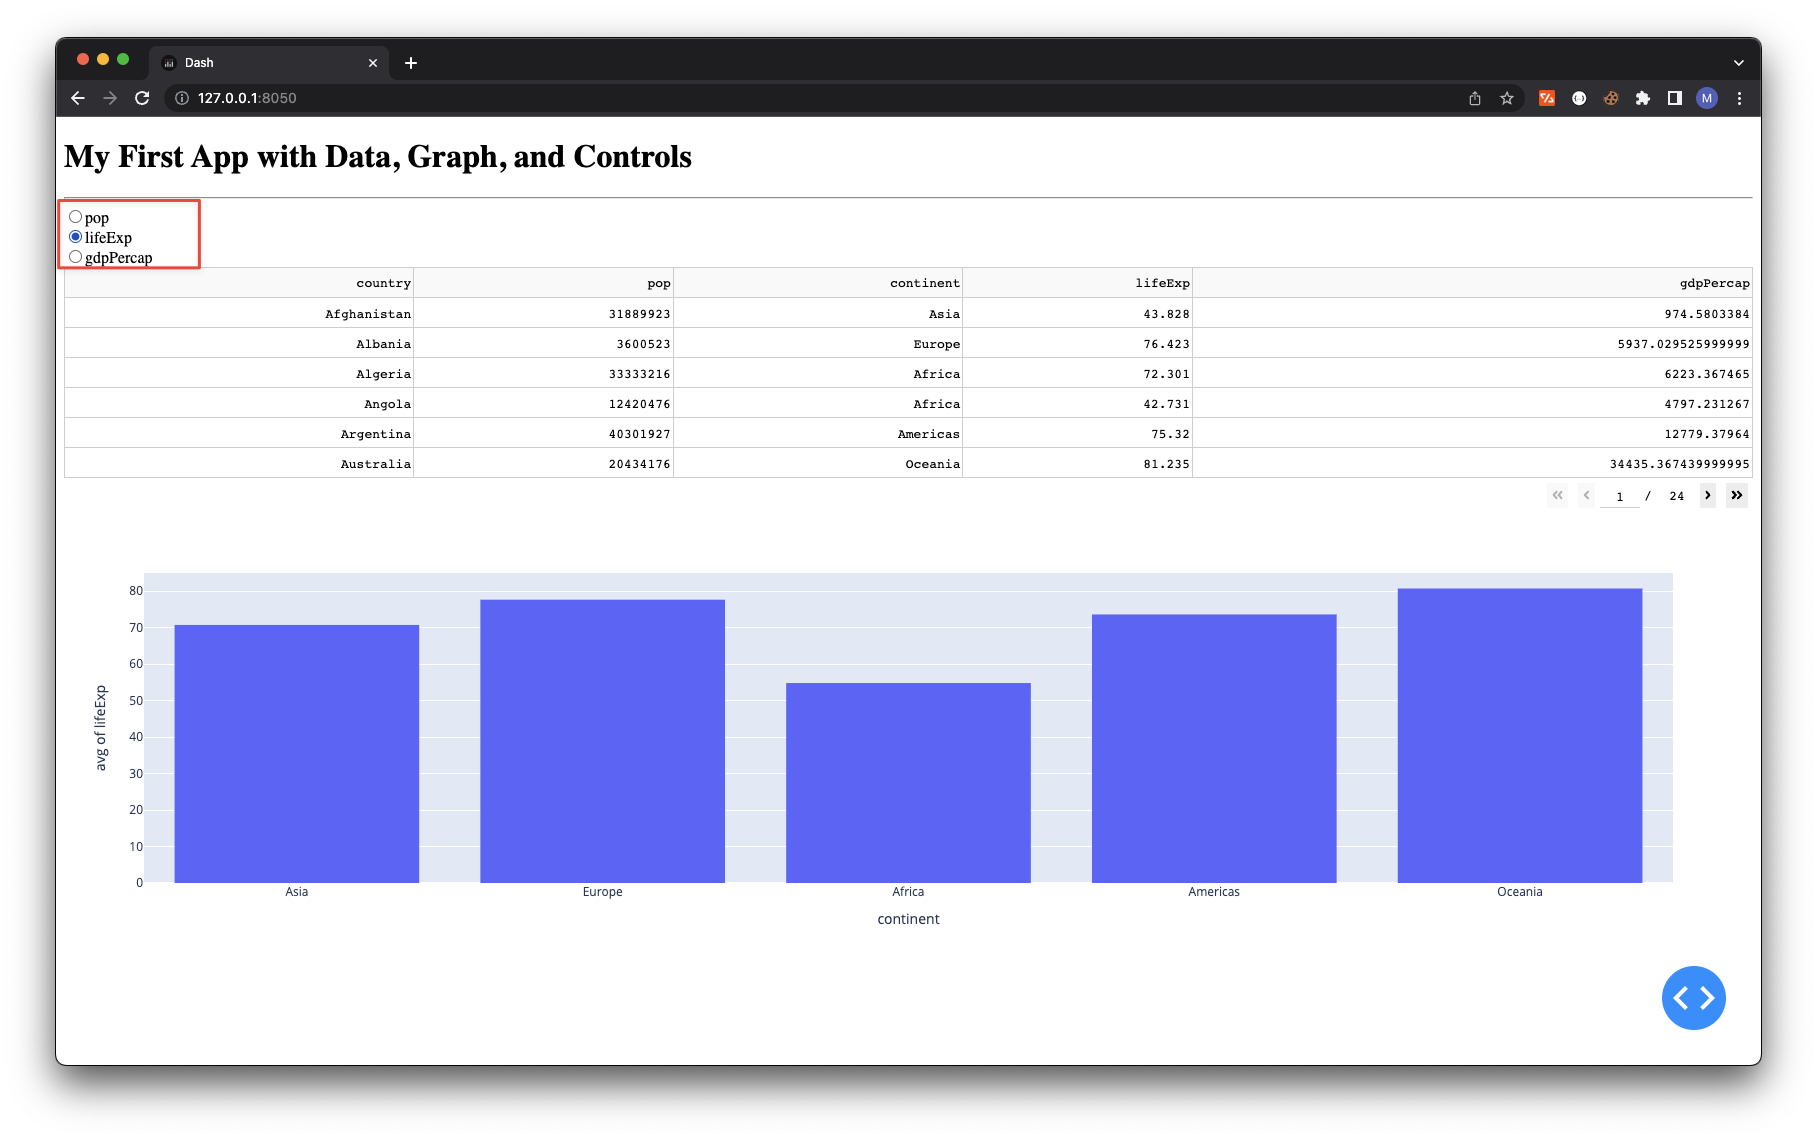 Dash
127.0.0.1:8050
M
My First App with Data, Graph, and Controls
pop
lifeExp
gdpPercap
country pop continent lifeExp gdpPercap
Afghanistan 31889923 Asia 43.828 974.5803384
Albania 3600523 Europe 76.423 5937.029525999999
Algeria 33333216 Africa 72.301 6223.367465
Angola 12420476 Africa 42.731 4797.231267
Argentina 40301927 Americas 75.32 12779.37964
Australia 20434176 Oceania 81.235 34435.367439999995
1 / 24
80
70
60
50
40
30
20
10
0
avg of lifeExp
Asia Europe Africa Americas Oceania
continent